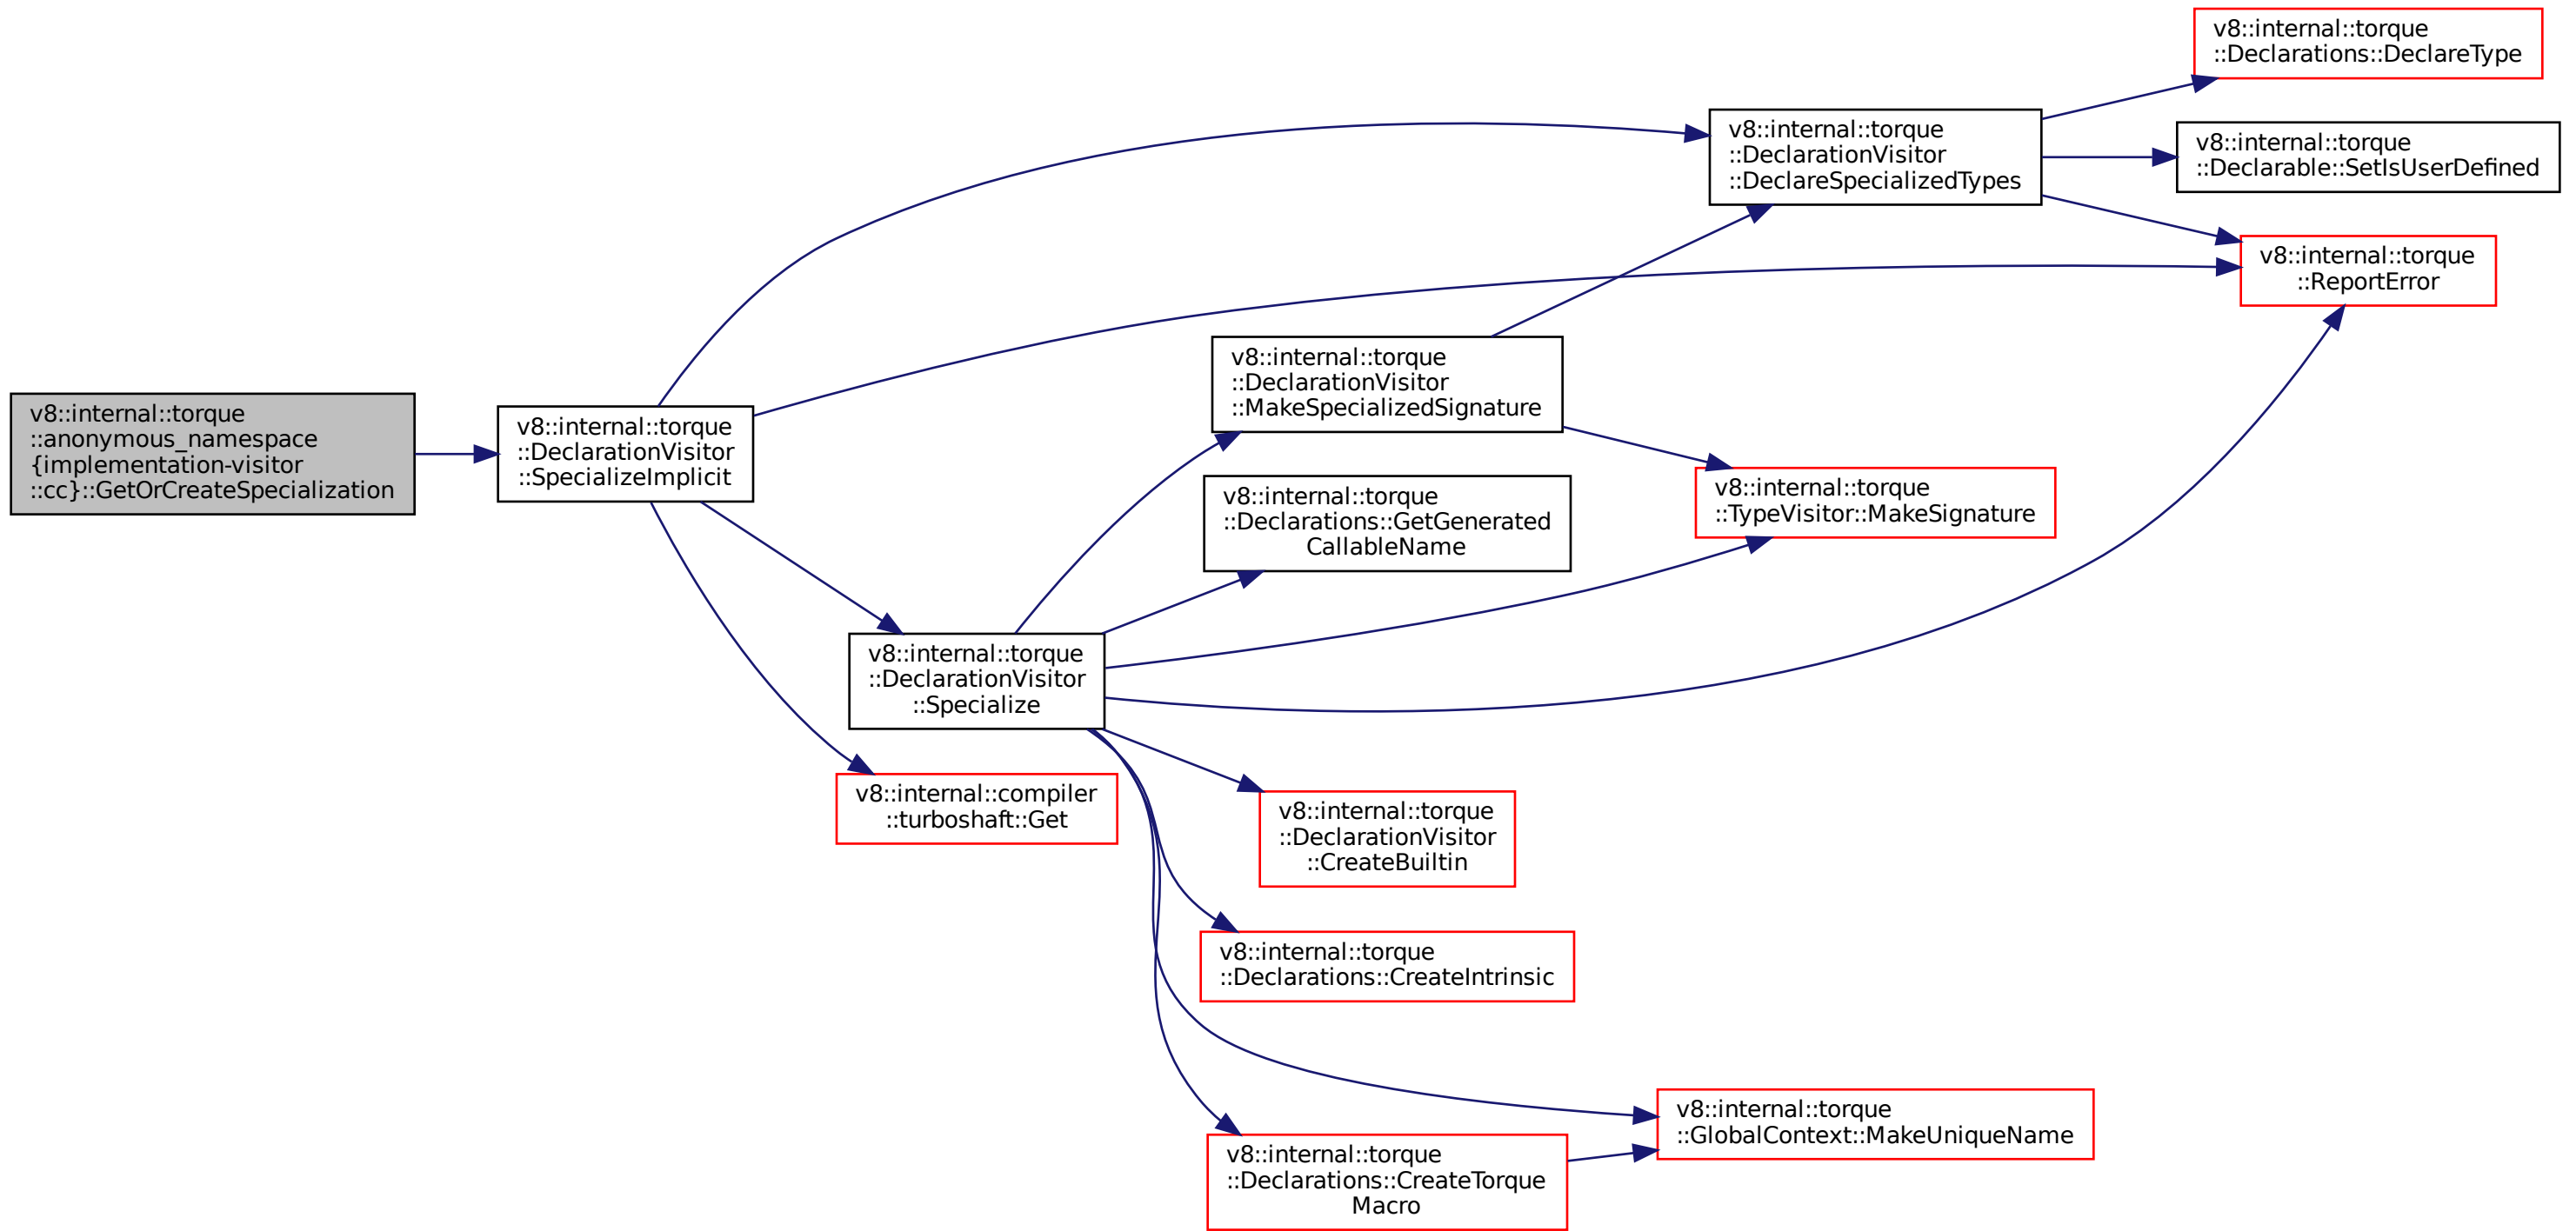 v8::internal::torque
::Declarations::DeclareType
v8::internal::torque
::DeclarationVisitor
::DeclareSpecializedTypes
v8::internal::torque
::Declarable::SetIsUserDefined
v8::internal::torque
::ReportError
v8::internal::torque
::DeclarationVisitor
::MakeSpecializedSignature
v8::internal::torque
::anonymous_namespace
{implementation-visitor
::cc}::GetOrCreateSpecialization
v8::internal::torque
::DeclarationVisitor
::SpecializeImplicit
v8::internal::torque
::Declarations::GetGenerated
CallableName
v8::internal::torque
::TypeVisitor::MakeSignature
v8::internal::torque
::DeclarationVisitor
::Specialize
v8::internal::compiler
::turboshaft::Get
v8::internal::torque
::DeclarationVisitor
::CreateBuiltin
v8::internal::torque
::Declarations::CreateIntrinsic
v8::internal::torque
::GlobalContext::MakeUniqueName
v8::internal::torque
::Declarations::CreateTorque
Macro